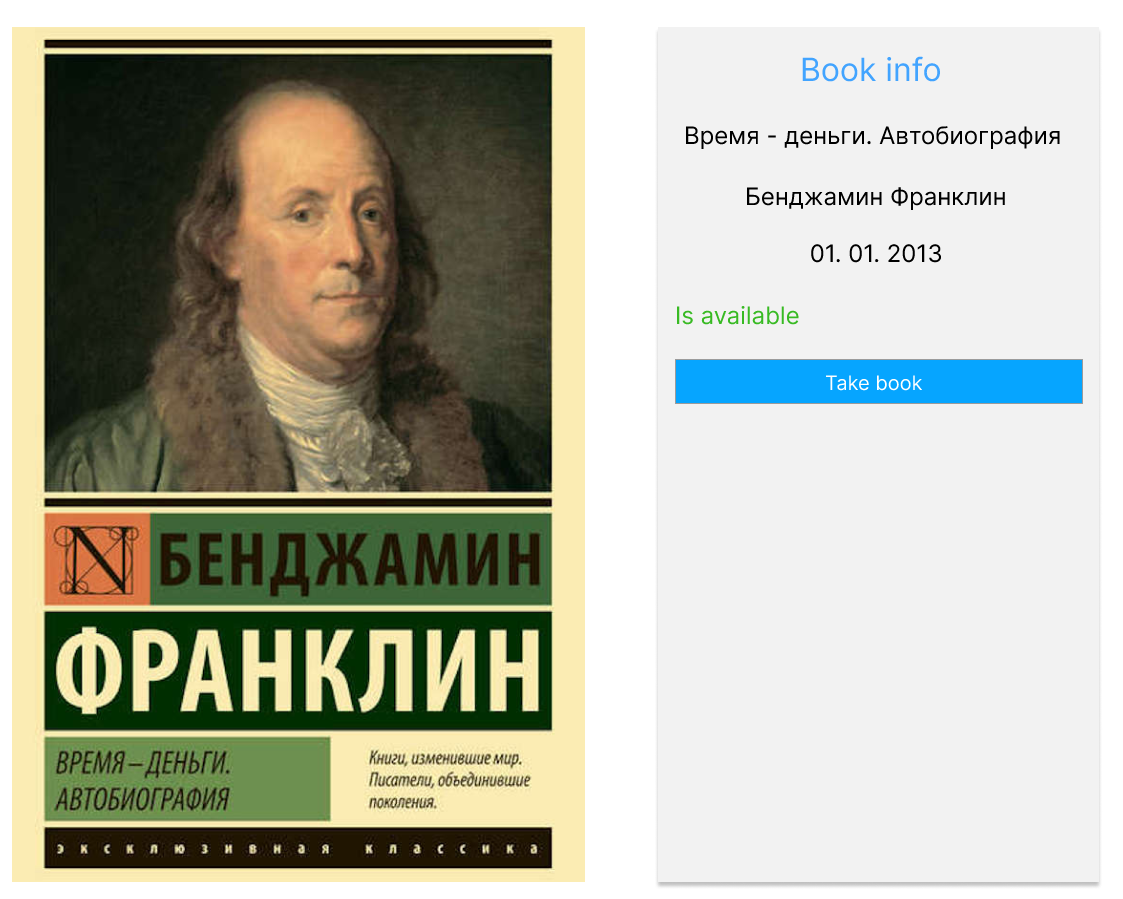 N БЕНДЖАМИН
ФРАНКЛИН
ВРЕМЯ – ДЕНЬГИ.
АВТОБИОГРАФИЯ
Книги, изменившие мир.
Писатели, объединившие
поколения.
эксклюзивная классика
Book info
Время - деньги. Автобиография
Бенджамин Франклин
01. 01. 2013
Is available
Take book